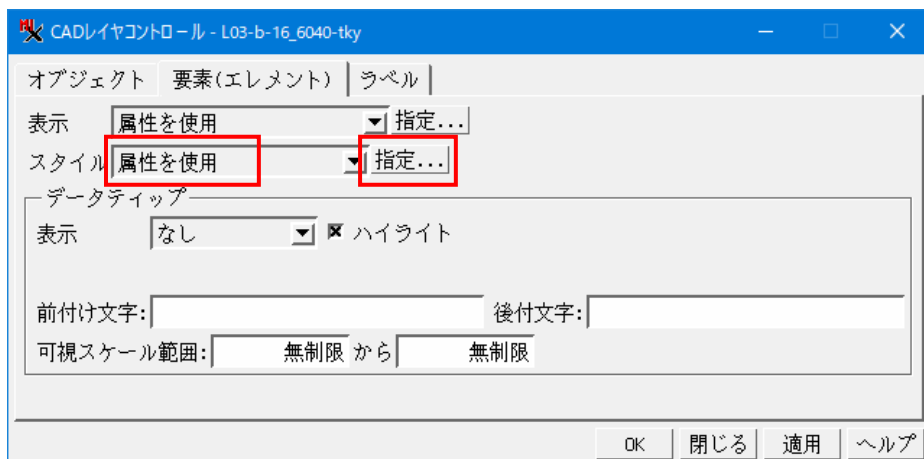 CADレイヤコントロール - L03-b-16_6040-tky
オブジェクト 要素(エレメント) ラベル
表示 属性を使用 指定...
スタイル 属性を使用 指定...
データティップ
表示 なし ハイライト
前付け文字: 後付文字:
可視スケール範囲: 無制限 から 無制限
OK 閉じる 適用 ヘルプ